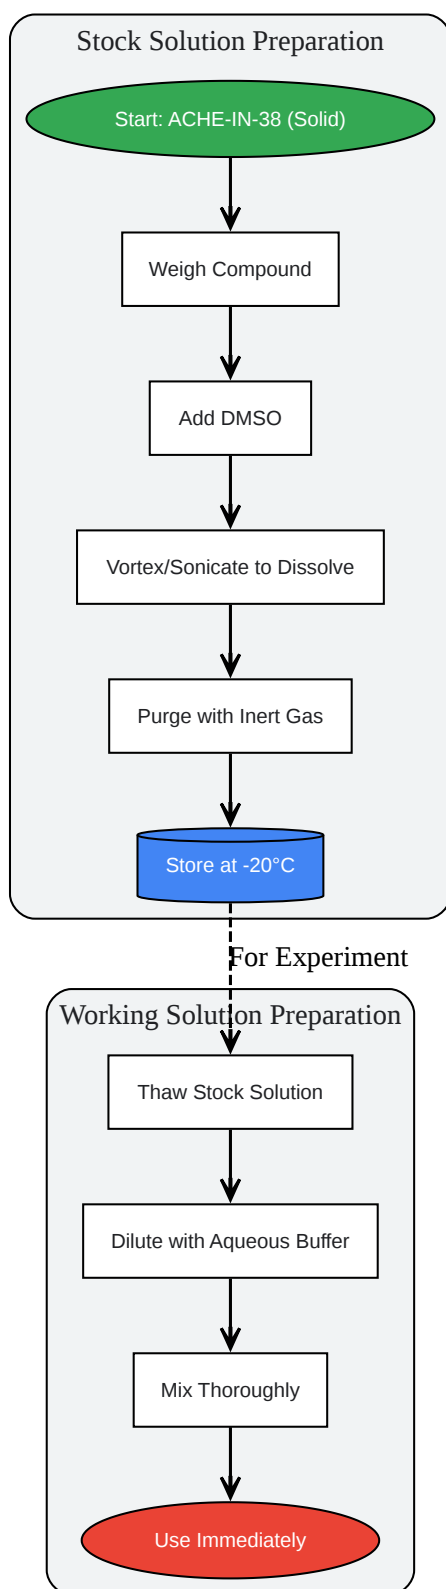 Stock Solution Preparation
Start: ACHE-IN-38 (Solid)
Weigh Compound
Add DMSO
Vortex/Sonicate to Dissolve
Purge with Inert Gas
Store at -20°C
For Experiment
Working Solution Preparation
Thaw Stock Solution
Dilute with Aqueous Buffer
Mix Thoroughly
Use Immediately